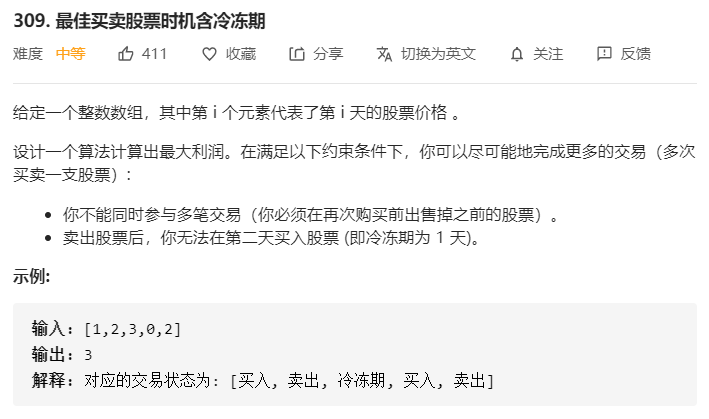 309. 最佳买卖股票时机含冷冻期
难度 中等 411 收藏 分享 切换为英文 关注 反馈
给定一个整数数组，其中第 i 个元素代表了第 i 天的股票价格 。
设计一个算法计算出最大利润。在满足以下约束条件下，你可以尽可能地完成更多的交易（多次
买卖一支股票）:
• 你不能同时参与多笔交易（你必须在再次购买前出售掉之前的股票）。
• 卖出股票后，你无法在第二天买入股票 (即冷冻期为 1 天)。
示例:
输入: [1,2,3,0,2]
输出: 3
解释: 对应的交易状态为: [买入, 卖出, 冷冻期, 买入, 卖出]